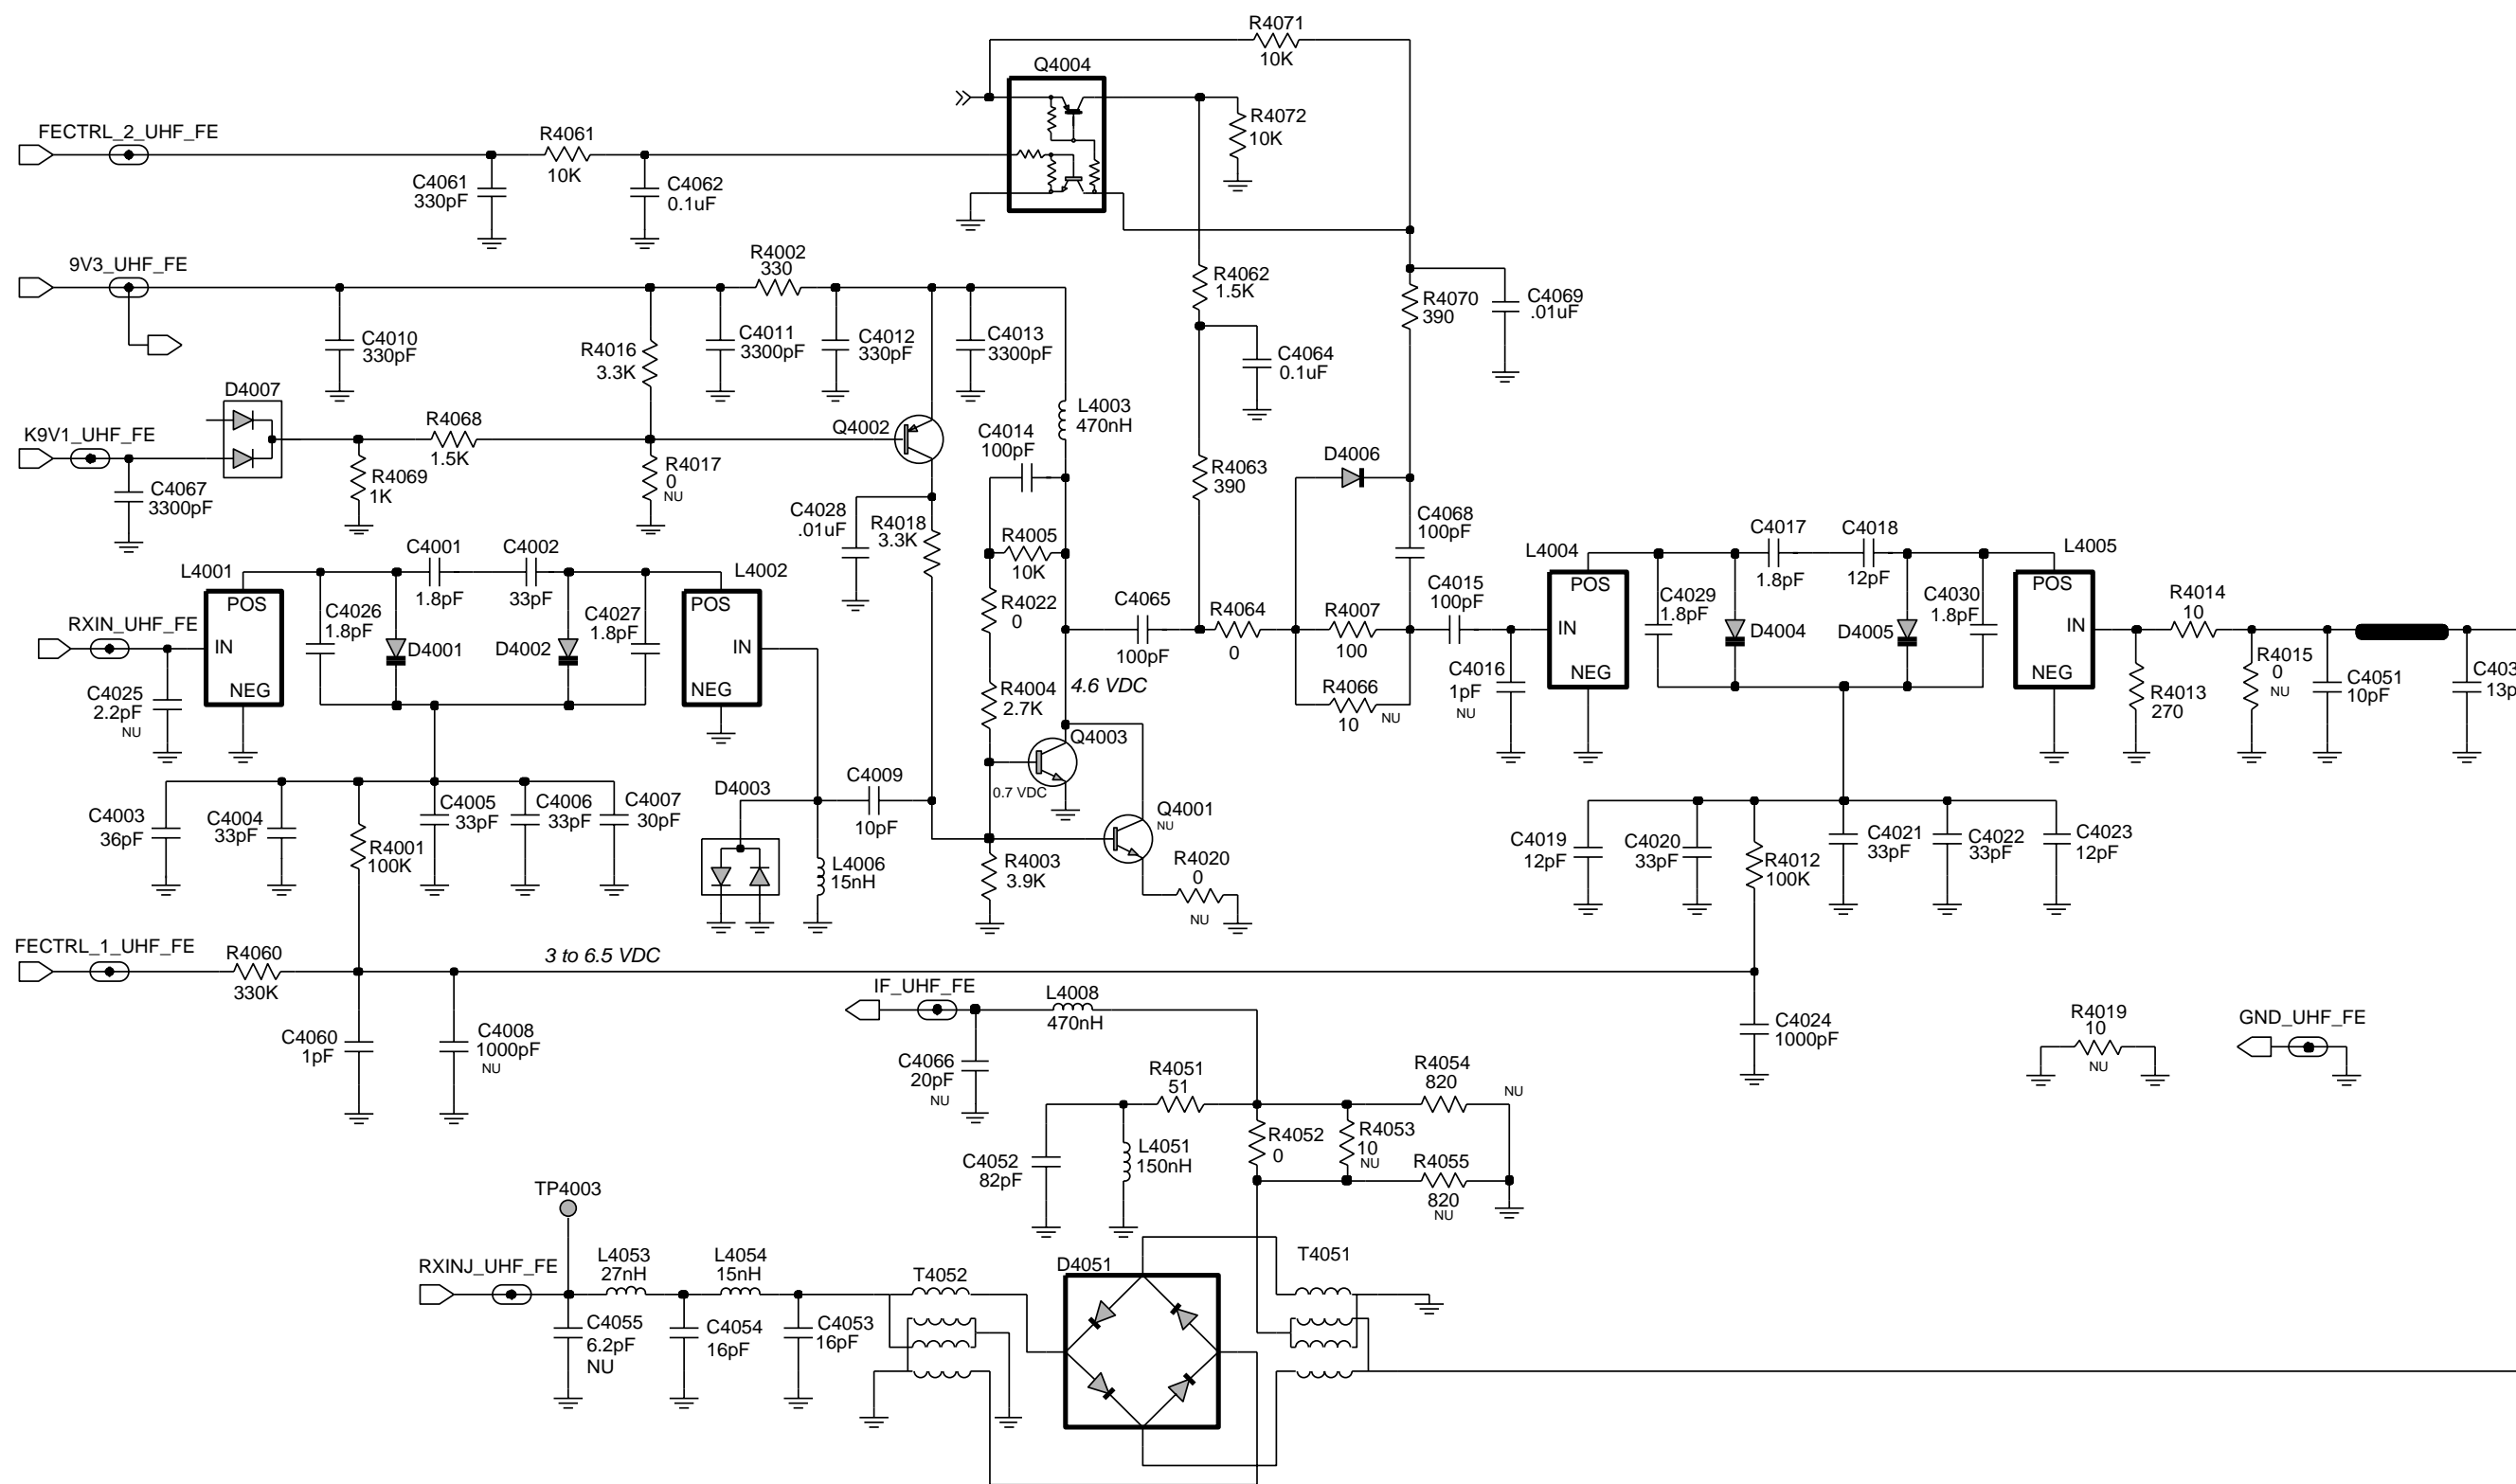 R4071
10K
Q4004
R4072
10K
FECTRL_2_UHF_FE
R4061
10K
C4061
330pF
C4062
0.1uF
9V3_UHF_FE
R4002
330
R4062
1.5K
R4070
390
C4069
.01uF
C4010
330pF
R4016
3.3K
C4011
3300pF
C4012
330pF
C4013
3300pF
C4064
0.1uF
D4007
K9V1_UHF_FE
R4068
1.5K
Q4002
C4014
100pF
L4003
470nH
C4067
3300pF
R4069
1K
R4017
0
NU
R4063
390
D4006
C4028
.01uF
R4018
3.3K
R4005
10K
C4068
100pF
C4001
1.8pF
C4002
33pF
L4001
L4002
POS
IN
NEG
POS
IN
NEG
C4026
1.8pF
C4027
1.8pF
D4001
D4002
RXIN_UHF_FE
C4025
2.2pF
NU
R4022
0
C4065
100pF
R4064
0
R4007
100
C4015
100pF
R4066
10
NU
C4016
1pF
NU
L4004
C4017
1.8pF
C4018
12pF
L4005
POS
IN
NEG
POS
IN
NEG
C4029
1.8pF
D4004
D4005
C4030
1.8pF
R4014
10
R4013
270
R4015
0
NU
C4051
10pF
C403
13p
R4004
2.7K
4.6 VDC
Q4003
0.7 VDC
Q4001
NU
C4003
36pF
C4004
33pF
R4001
100K
C4005
33pF
C4006
33pF
C4007
30pF
D4003
C4009
10pF
L4006
15nH
R4003
3.9K
R4020
0
NU
C4019
12pF
C4020
33pF
R4012
100K
C4021
33pF
C4022
33pF
C4023
12pF
FECTRL_1_UHF_FE
R4060
330K
3 to 6.5 VDC
C4060
1pF
C4008
1000pF
NU
IF_UHF_FE
L4008
470nH
C4066
20pF
NU
C4024
1000pF
R4019
10
NU
GND_UHF_FE
R4051
51
R4054
820
NU
C4052
82pF
L4051
150nH
R4052
0
R4053
10
NU
R4055
820
NU
TP4003
RXINJ_UHF_FE
L4053
27nH
L4054
15nH
T4052
D4051
T4051
C4055
6.2pF
NU
C4054
16pF
C4053
16pF